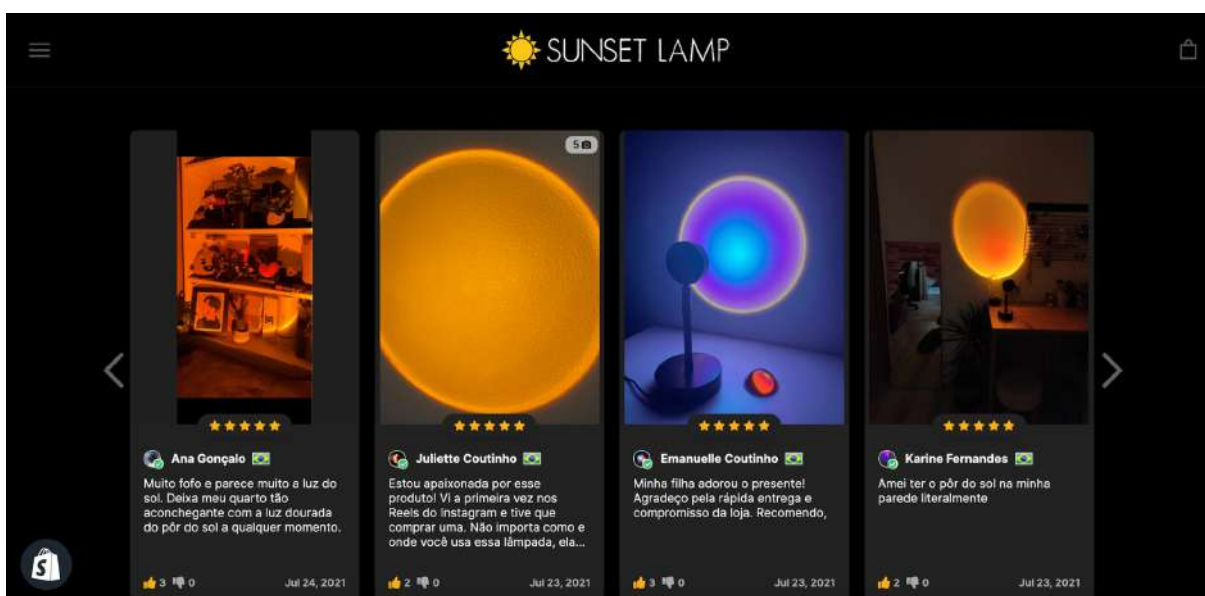 SUNSET LAMP
5
Ana Gonçalo
Muito fofo e parece muito a luz do
sol. Deixa meu quarto tão
aconchegante com a luz dourada
do pôr do sol a qualquer momento.
3 0 Jul 24, 2021
Juliette Coutinho
Estou apaixonada por esse
produto! Vi a primeira vez nos
Reels do Instagram e tive que
comprar uma. Não importa como e
onde você usa essa lâmpada, ela...
2 0 Jul 23, 2021
Emanuelle Coutinho
Minha filha adorou o presente!
Agradeço pela rápida entrega e
compromisso da loja. Recomendo,
3 0 Jul 23, 2021
Karine Fernandes
Amei ter o pôr do sol na minha
parede literalmente
2 0 Jul 23, 2021